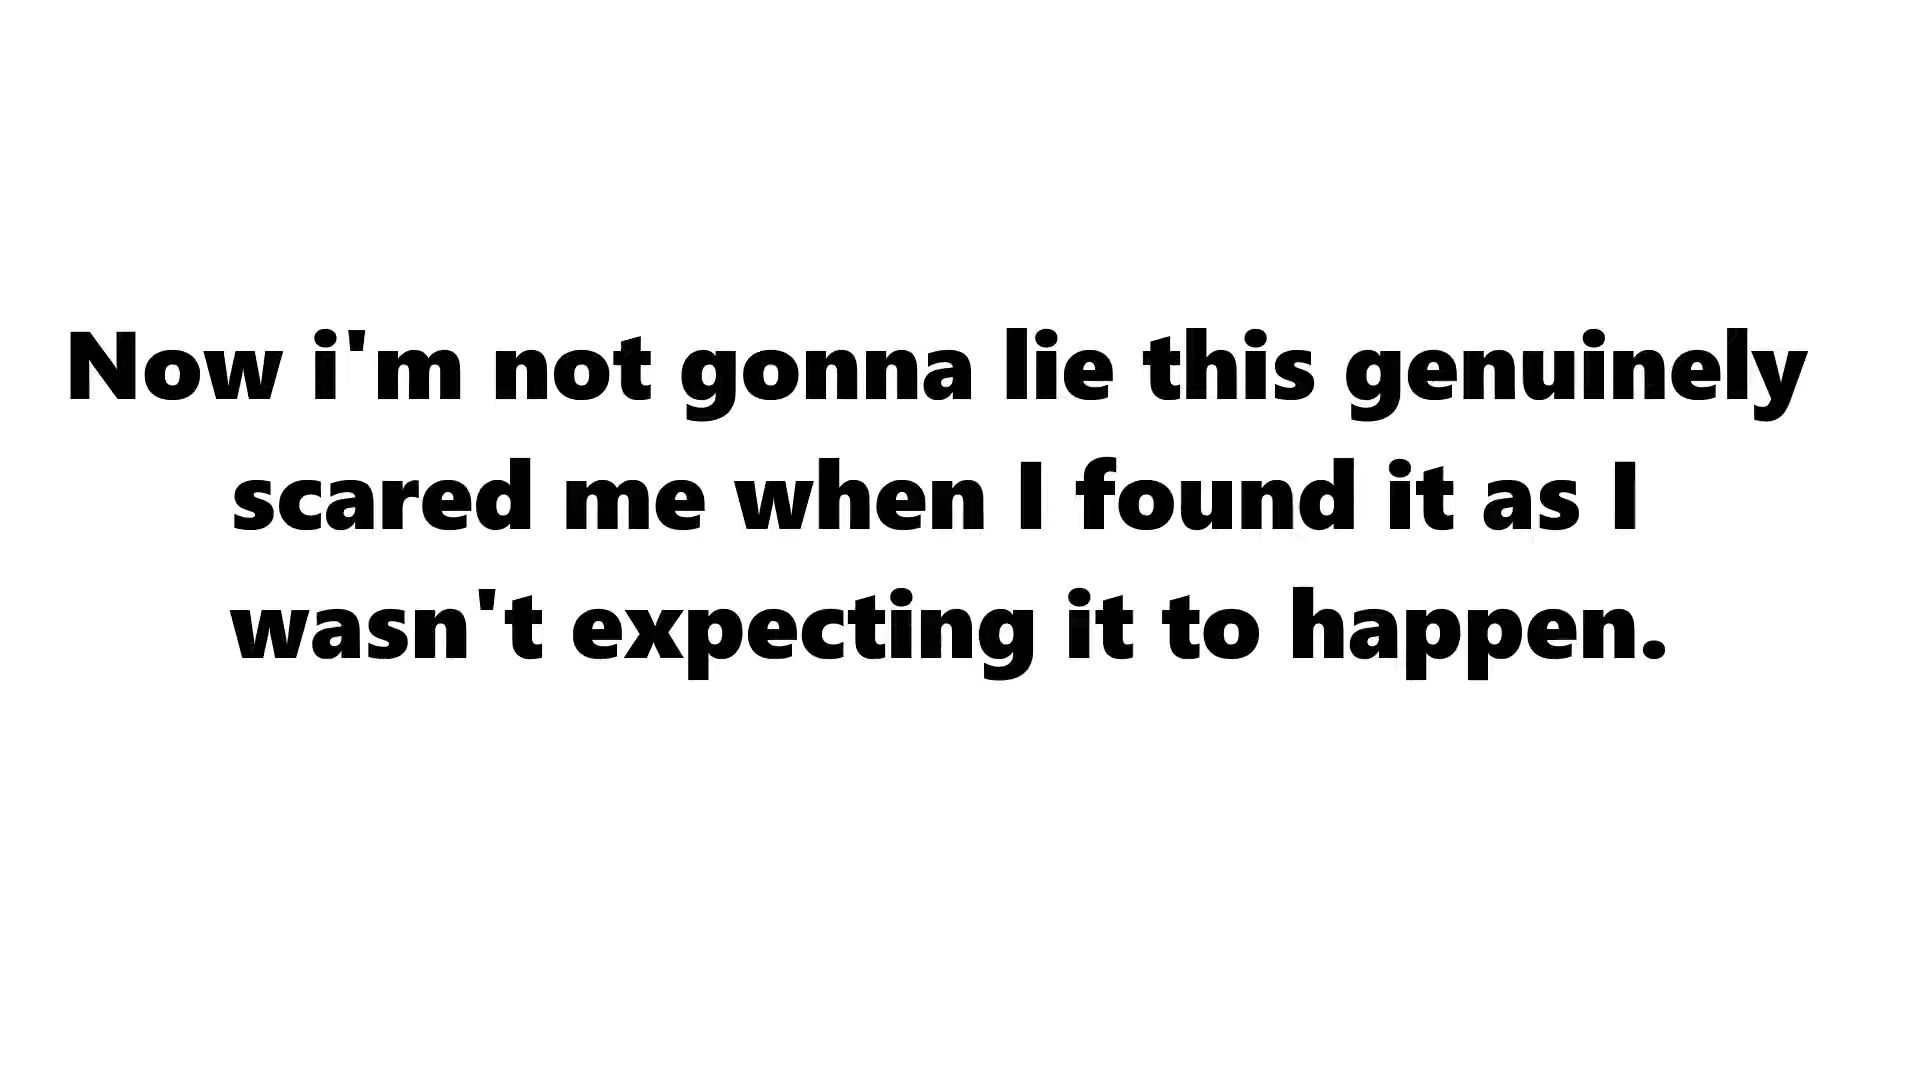 Now i'm not gonna lie this genuinely
scared me when I found it as I
wasn't expecting it to happen.